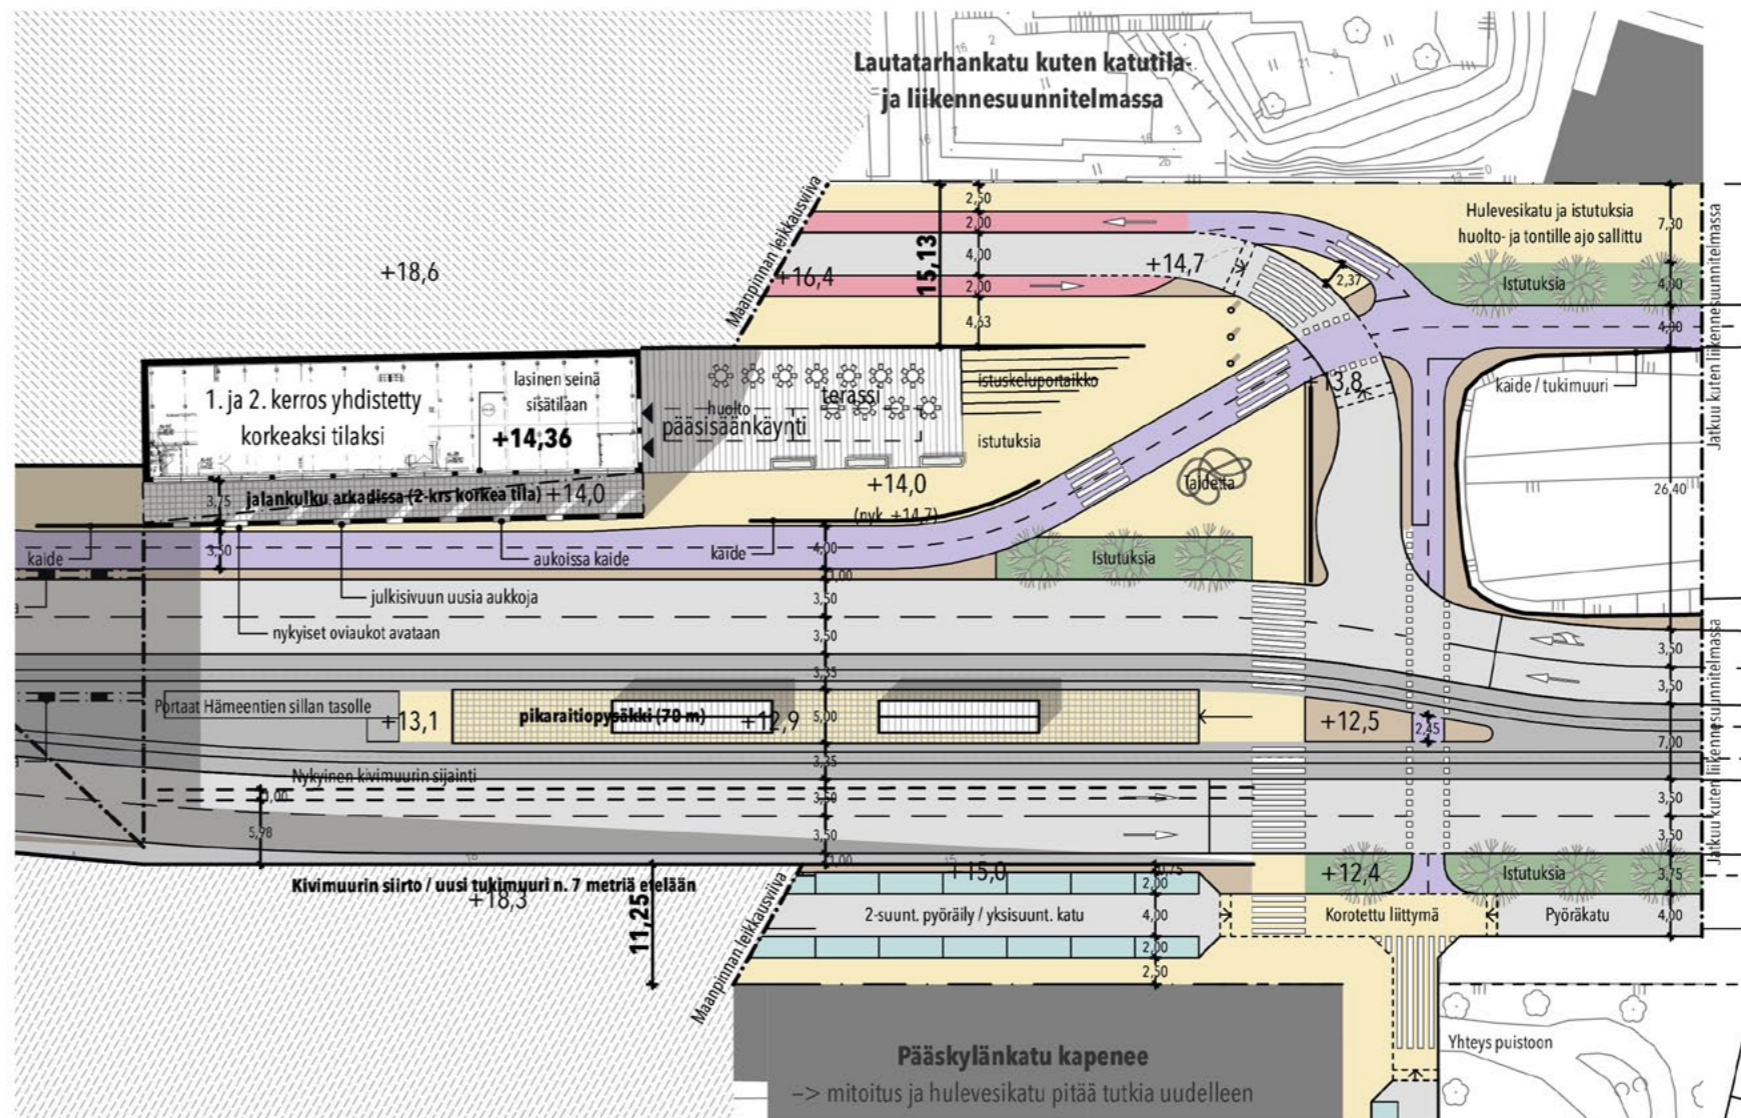 Lautatarhankatu kuten katutila-
ja liikennesuunnitelmassa
Maanpinnan leikkausviiva
2,50
2,00
4,00
2,00
4,63
15,13
+18,6
+16,4
+14,7
2,37
Hulevesikatu ja istutuksia
huolto- ja tontille ajo sallittu
7,30
Istutuksia
4,00
4,00
Jatkuu kuten liikennesuunnitelmassa
1. ja 2. kerros yhdistetty
korkeaksi tilaksi
lasinen seinä
sisätilaan
+14,36
huolto
terassi
pääsisäänkäynti
istuskeluportaikko
istutuksia
+13,8
kaide / tukimuuri
26,40
3,75
jalankulku arkadissa (2-krs korkea tila)
+14,0
+14,0
(nyk. +14,7)
Taidetta
kaide
3,50
aukoissa kaide
kaide
4,00
1,00
Istutuksia
julkisivuun uusia aukkoja
nykyiset oviaukot avataan
3,50
3,50
3,35
3,50
3,50
Jatkuu kuten liikennesuunnitelmassa
Portaat Hämeentien sillan tasolle
+13,1
pikaraitiopysäkki (70 m)
+12,9
5,00
+12,5
2,45
7,00
3,35
Nykyinen kivimuurin sijainti
5,98
3,50
3,50
1,00
3,50
3,50
Kivimuurin siirto / uusi tukimuuri n. 7 metriä etelään
+18,3
11,25
Maanpinnan leikkausviiva
+15,0
0,75
2,00
2-suunt. pyöräily / yksisuunt. katu
4,00
2,00
2,50
+12,4
Istutuksia
3,75
Korotettu liittymä
Pyöräkatu
4,00
Yhteys puistoon
Pääskylänkatu kapenee
–> mitoitus ja hulevesikatu pitää tutkia uudelleen